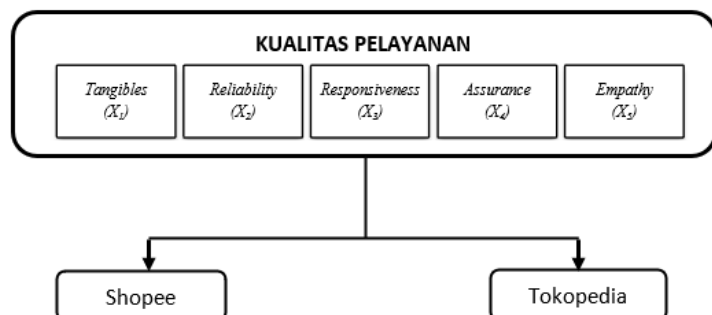 KUALITAS PELAYANAN
Tangibles
(X₁)
Reliability
(X₂)
Responsiveness
(X₃)
Assurance
(X₄)
Empathy
(X₅)
Shopee
Tokopedia